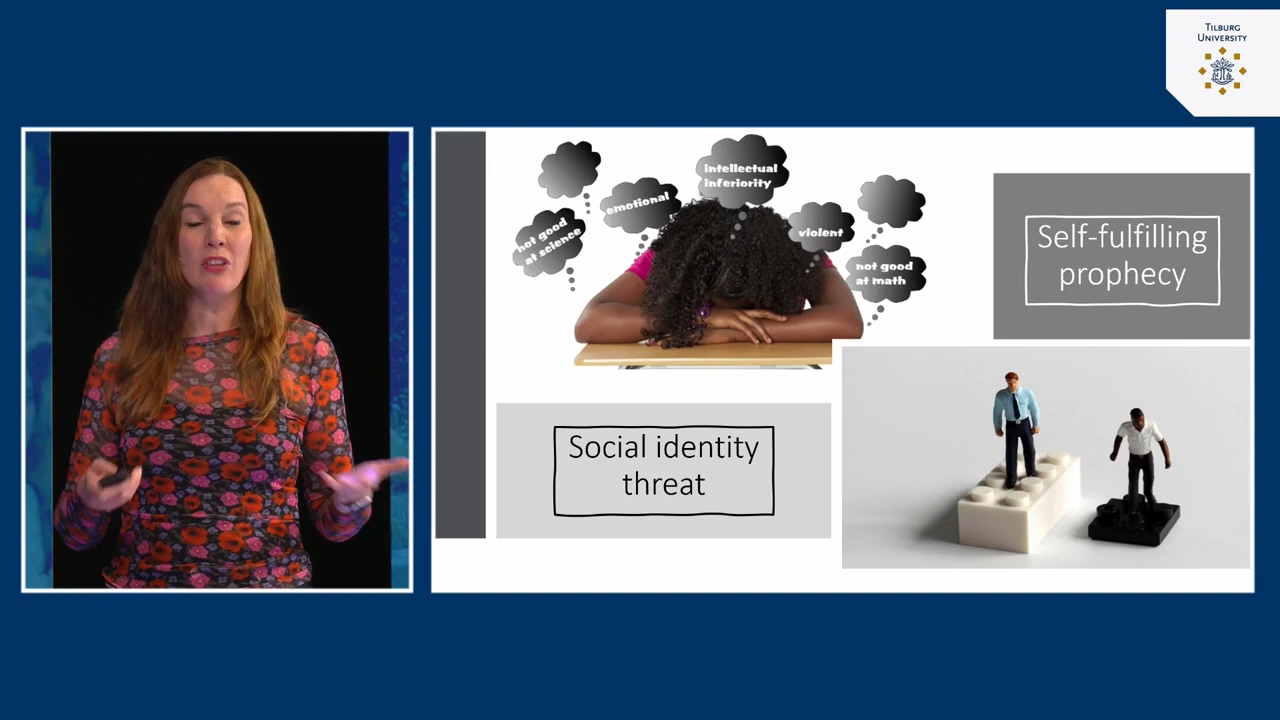 TILBURG
UNIVERSITY
intellectual
inferiority
emotional
not good
at science
violent
not good
at math
Self-fulfilling
prophecy
Social identity
threat